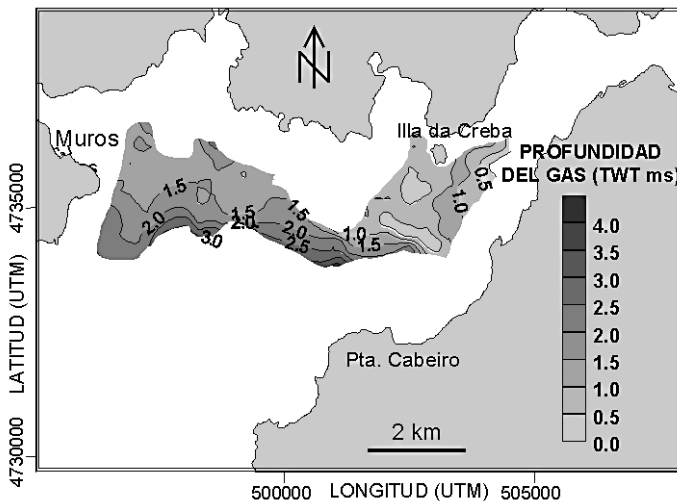 N
Muros
Illa da Creba
PROFUNDIDAD
DEL GAS (TWT ms)
4.0
3.5
3.0
2.5
2.0
1.5
1.0
0.5
0.0
1.5
2.0
3.0
1.5
2.0
1.5
2.0
2.5
1.0
1.5
1.0
0.5
Pta. Cabeiro
2 km
LATITUD (UTM)
4735000
4730000
500000
LONGITUD (UTM)
505000